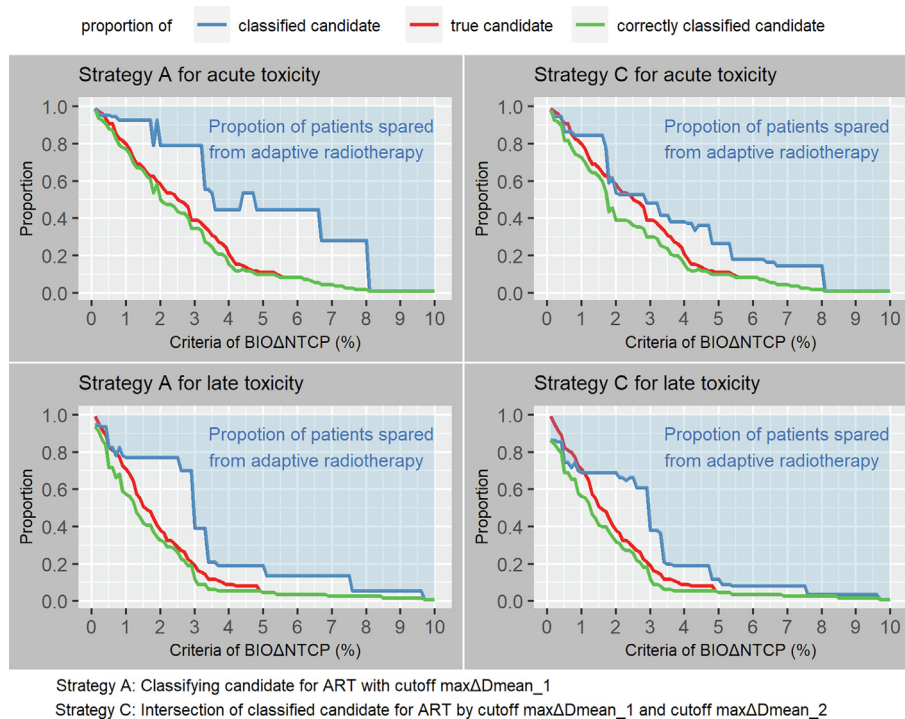 proportion of classified candidate true candidate correctly classified candidate
Strategy A for acute toxicity
Propotion of patients spared
from adaptive radiotherapy
Proportion
1.0
0.8
0.6
0.4
0.2
0.0
0 1 2 3 4 5 6 7 8 9 10
Criteria of BIOΔNTCP (%)
Strategy C for acute toxicity
Propotion of patients spared
from adaptive radiotherapy
Proportion
1.0
0.8
0.6
0.4
0.2
0.0
0 1 2 3 4 5 6 7 8 9 10
Criteria of BIOΔNTCP (%)
Strategy A for late toxicity
Propotion of patients spared
from adaptive radiotherapy
Proportion
1.0
0.8
0.6
0.4
0.2
0.0
0 1 2 3 4 5 6 7 8 9 10
Criteria of BIOΔNTCP (%)
Strategy C for late toxicity
Propotion of patients spared
from adaptive radiotherapy
Proportion
1.0
0.8
0.6
0.4
0.2
0.0
0 1 2 3 4 5 6 7 8 9 10
Criteria of BIOΔNTCP (%)
Strategy A: Classifying candidate for ART with cutoff maxΔDmean_1
Strategy C: Intersection of classified candidate for ART by cutoff maxΔDmean_1 and cutoff maxΔDmean_2